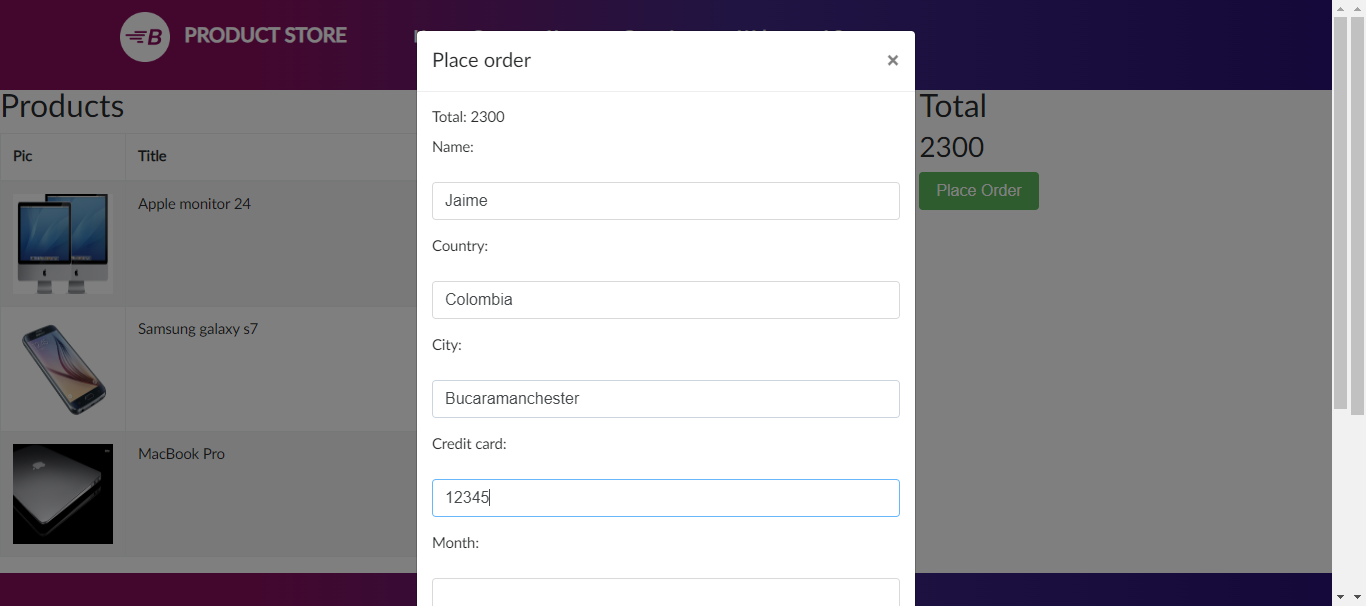 B PRODUCT STORE
Place order ×
Products
Total: 2300
Total
Name:
2300
Pic Title
Place Order
Jaime
Apple monitor 24
Country:
Colombia
Samsung galaxy s7
City:
Bucaramanchester
Credit card:
MacBook Pro
12345
Month: